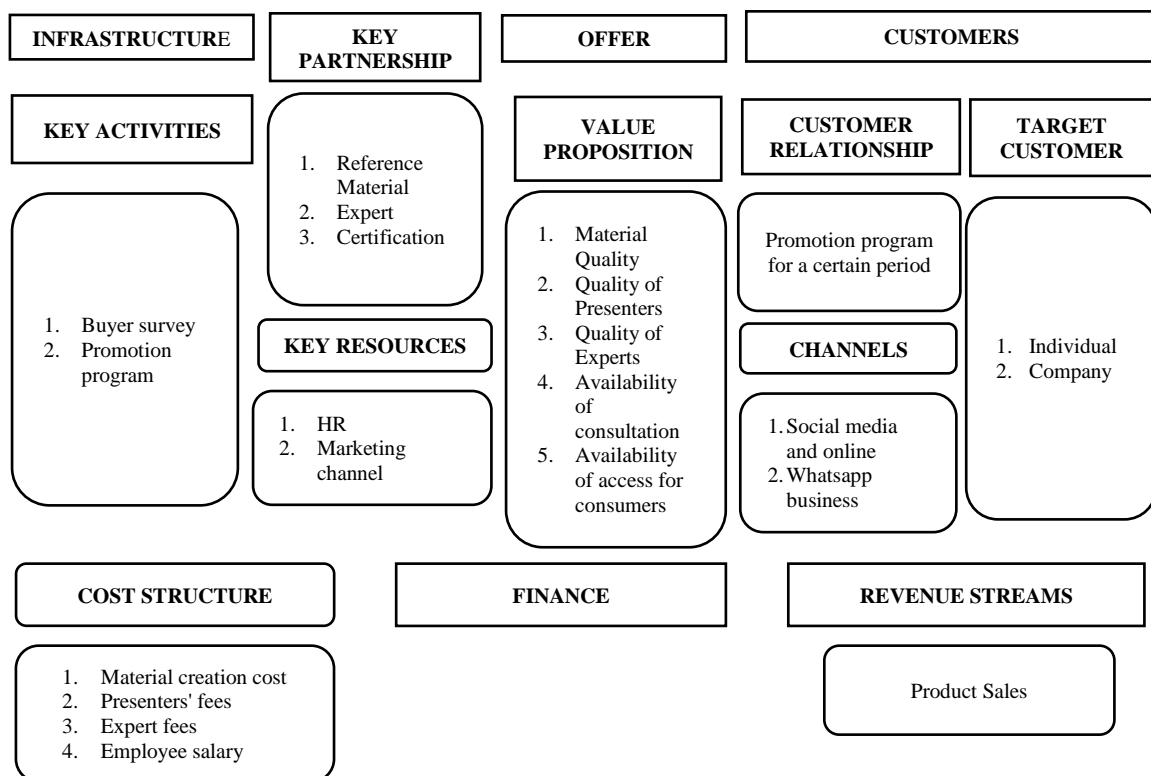 INFRASTRUCTURE
KEY
PARTNERSHIP
OFFER
CUSTOMERS
KEY ACTIVITIES
1. Buyer survey
2. Promotion
program
1. Reference
Material
2. Expert
3. Certification
KEY RESOURCES
1. HR
2. Marketing
channel
VALUE
PROPOSITION
1. Material
Quality
2. Quality of
Presenters
3. Quality of
Experts
4. Availability
of
consultation
5. Availability
of access for
consumers
CUSTOMER
RELATIONSHIP
Promotion program
for a certain period
CHANNELS
1. Social media
and online
2. Whatsapp
business
TARGET
CUSTOMER
1. Individual
2. Company
COST STRUCTURE
1. Material creation cost
2. Presenters' fees
3. Expert fees
4. Employee salary
FINANCE
REVENUE STREAMS
Product Sales